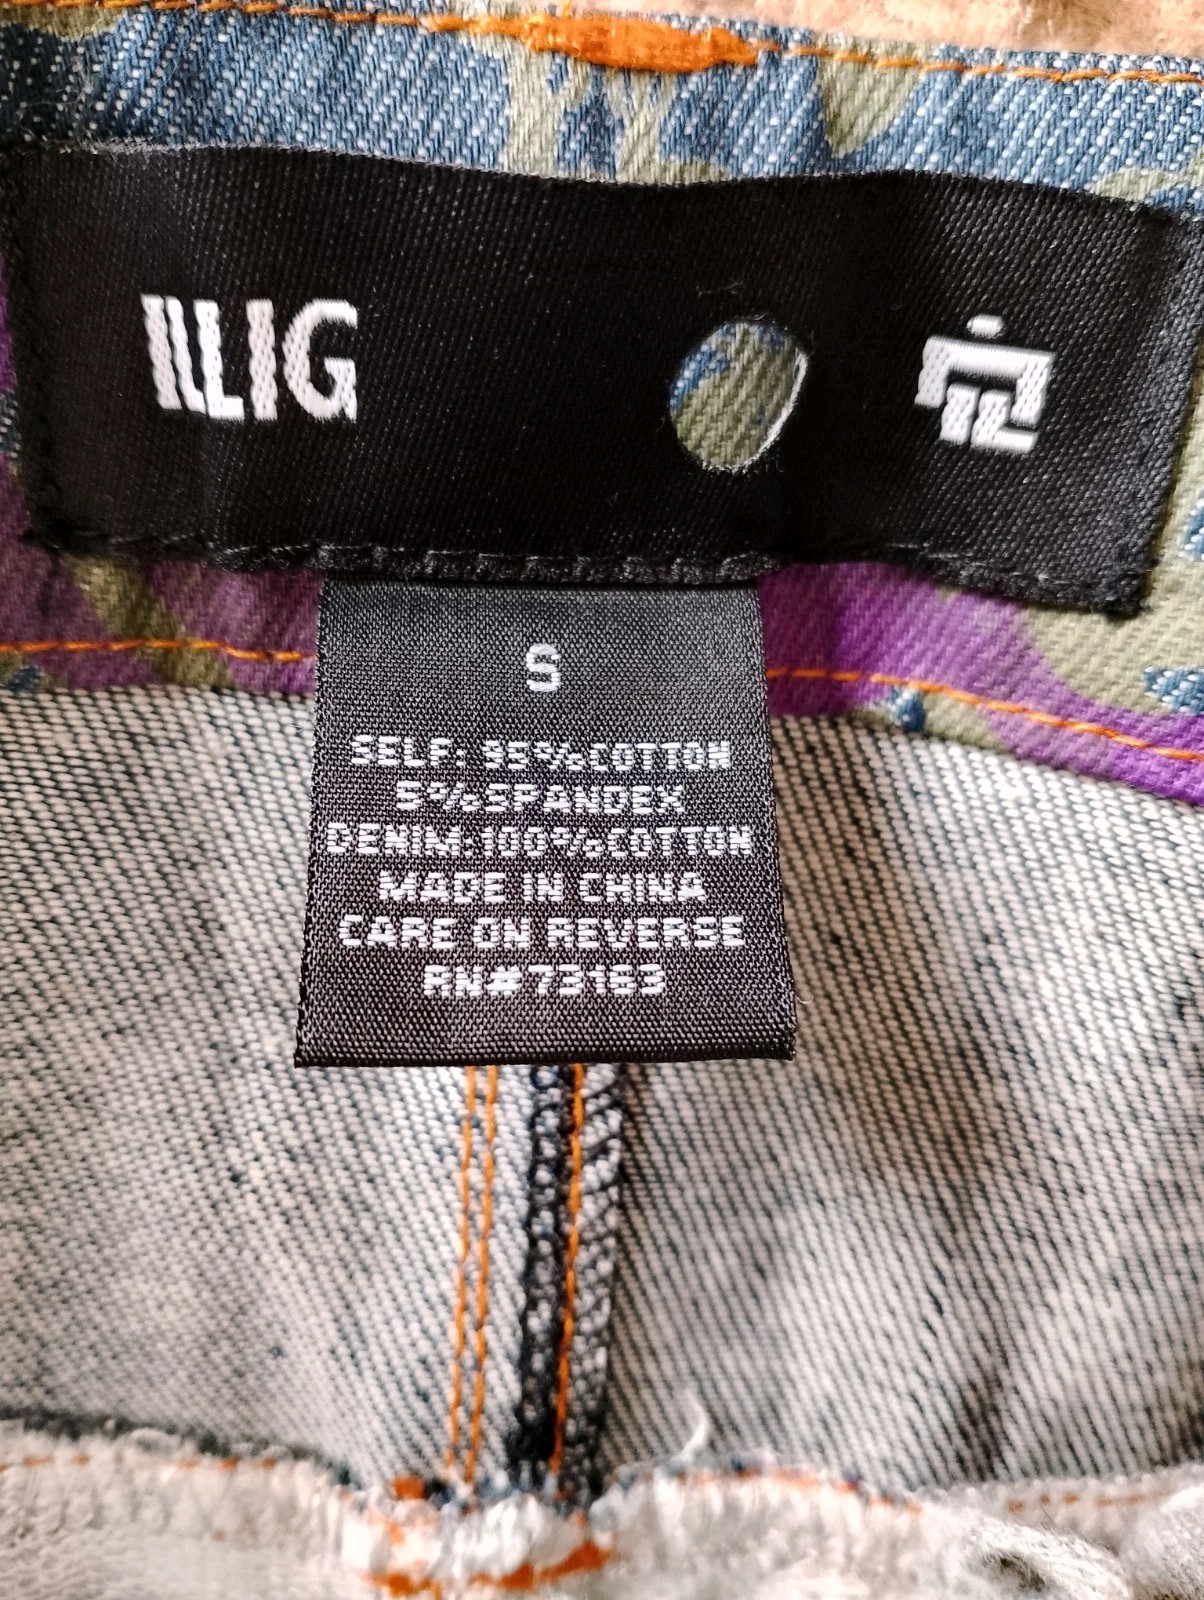 ILLIG
S
SELF: 95%COTTON
5%SPANDEX
DENIM:100%COTTON
MADE IN CHINA
CARE ON REVERSE
RN#73163